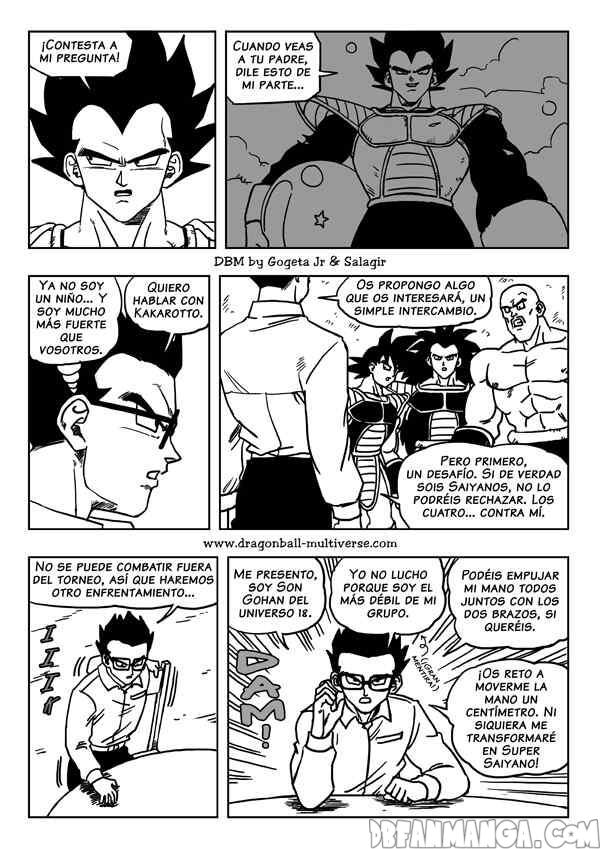 ¡Contesta a
mi pregunta!
Cuando veas
a tu padre,
dile esto de
mi parte...
DBM by Gogeta Jr & Salagir
Ya no soy
un niño... Y
soy mucho
más fuerte
que
vosotros.
Quiero
hablar con
Kakarotto.
Os propongo algo
que os interesará, un
simple intercambio.
Pero primero,
un desafío. Si de verdad
sois Saiyanos, no lo
podréis rechazar. Los
cuatro... contra mí.
www.dragonball-multiverse.com
No se puede combatir fuera
del torneo, así que haremos
otro enfrentamiento...
IIIIR
Me presento,
soy Son
Gohan del
universo 18.
Yo no lucho
porque soy el
más débil de mi
grupo.
(¡Gran
mentira!)
Podéis empujar
mi mano todos
juntos con los
dos brazos, si
queréis.
DAM!
¡Os reto a
moverme la
mano un
centímetro. Ni
siquiera me
transformaré
en Super
Saiyano!
DBFANMANGA.COM